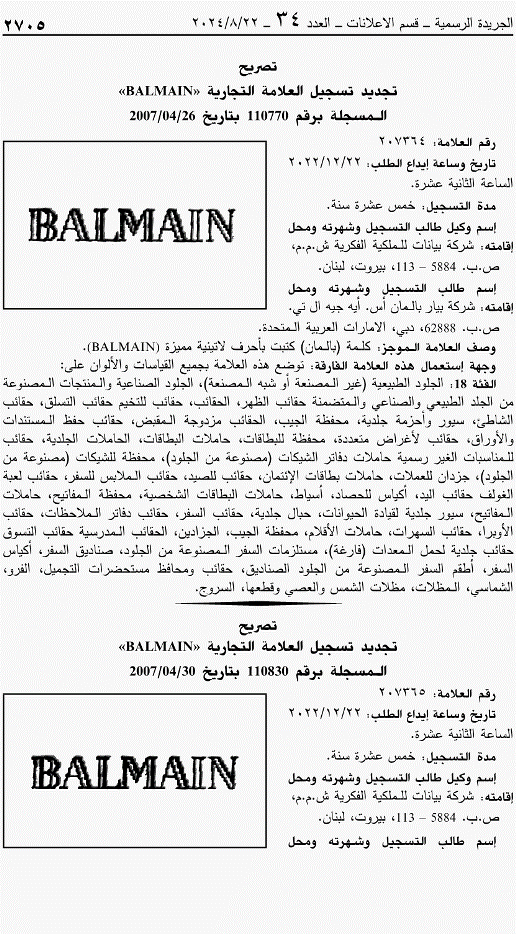 الجريدة الرسمية ــ قسم الاعلانات ــ العدد ٣٤ ــ ٢٠٢٤/٨/٢٢
٢٧٠٥
تصريح
تجديد تسجيل العلامة التجارية «BALMAIN»
المسجلة برقم 110770 بتاريخ 2007/04/26
رقم العلامة: ٢٠٧٣٦٤
تاريخ وساعة إيداع الطلب: ٢٠٢٢/١٢/٢٢
الساعة الثانية عشرة.
مدة التسجيل: خمس عشرة سنة.
إسم وكيل طالب التسجيل وشهرته ومحل
إقامته: شركة بيانات للملكية الفكرية ش.م.م،
ص.ب. 5884 – 113، بيروت، لبنان.
إسم طالب التسجيل وشهرته ومحل
إقامته: شركة بيار بالمان أس. أيه جيه ال تي.
BALMAIN
ص.ب. 62888، دبي، الامارات العربية المتحدة.
وصف العلامة الموجز: كلمة (بالمان) كتبت بأحرف لاتينية مميزة (BALMAIN).
وجهة إستعمال هذه العلامة الفارقة: توضع هذه العلامة بجميع القياسات والألوان على:
الفئة 18: الجلود الطبيعية (غير المصنعة أو شبه المصنعة)، الجلود الصناعية والمنتجات المصنوعة
من الجلد الطبيعي والصناعي والمتضمنة حقائب الظهر، الحقائب، حقائب للتخيم حقائب التسلق، حقائب
الشاطئ، سيور وأحزمة جلدية، محفظة الجيب، الحقائب مزدوجة المقبض، حقائب حفظ المستندات
والأوراق، حقائب لأغراض متعددة، محفظة للبطاقات، حاملات البطاقات، الحاملات الجلدية، حقائب
للمناسبات الغير رسمية حاملات دفاتر الشيكات (مصنوعة من الجلود)، محفظة للشيكات (مصنوعة من
الجلود)، جزدان للعملات، حاملات بطاقات الإئتمان، حقائب للصيد، حقائب الملابس للسفر، حقائب لعبة
الغولف حقائب اليد، أكياس للحصاد، أسياط، حاملات البطاقات الشخصية، محفظة المفاتيح، حاملات
المفاتيح، سيور جلدية لقيادة الحيوانات، حبال جلدية، حقائب السفر، حقائب دفاتر الملاحظات، حقائب
الأوبرا، حقائب السهرات، حاملات الأقلام، محفظة الجيب، الجزادين، الحقائب المدرسية حقائب التسوق
حقائب جلدية لحمل المعدات (فارغة)، مستلزمات السفر المصنوعة من الجلود، صناديق السفر، أكياس
السفر، أطقم السفر المصنوعة من الجلود الصناديق، حقائب ومحافظ مستحضرات التجميل، الفرو،
الشماسي، المظلات، مظلات الشمس والعصي وقطعها، السروج.
تصريح
تجديد تسجيل العلامة التجارية «BALMAIN»
المسجلة برقم 110830 بتاريخ 2007/04/30
رقم العلامة: ٢٠٧٣٦٥
تاريخ وساعة إيداع الطلب: ٢٠٢٢/١٢/٢٢
الساعة الثانية عشرة.
مدة التسجيل: خمس عشرة سنة.
إسم وكيل طالب التسجيل وشهرته ومحل
إقامته: شركة بيانات للملكية الفكرية ش.م.م،
ص.ب. 5884 – 113، بيروت، لبنان.
إسم طالب التسجيل وشهرته ومحل
BALMAIN